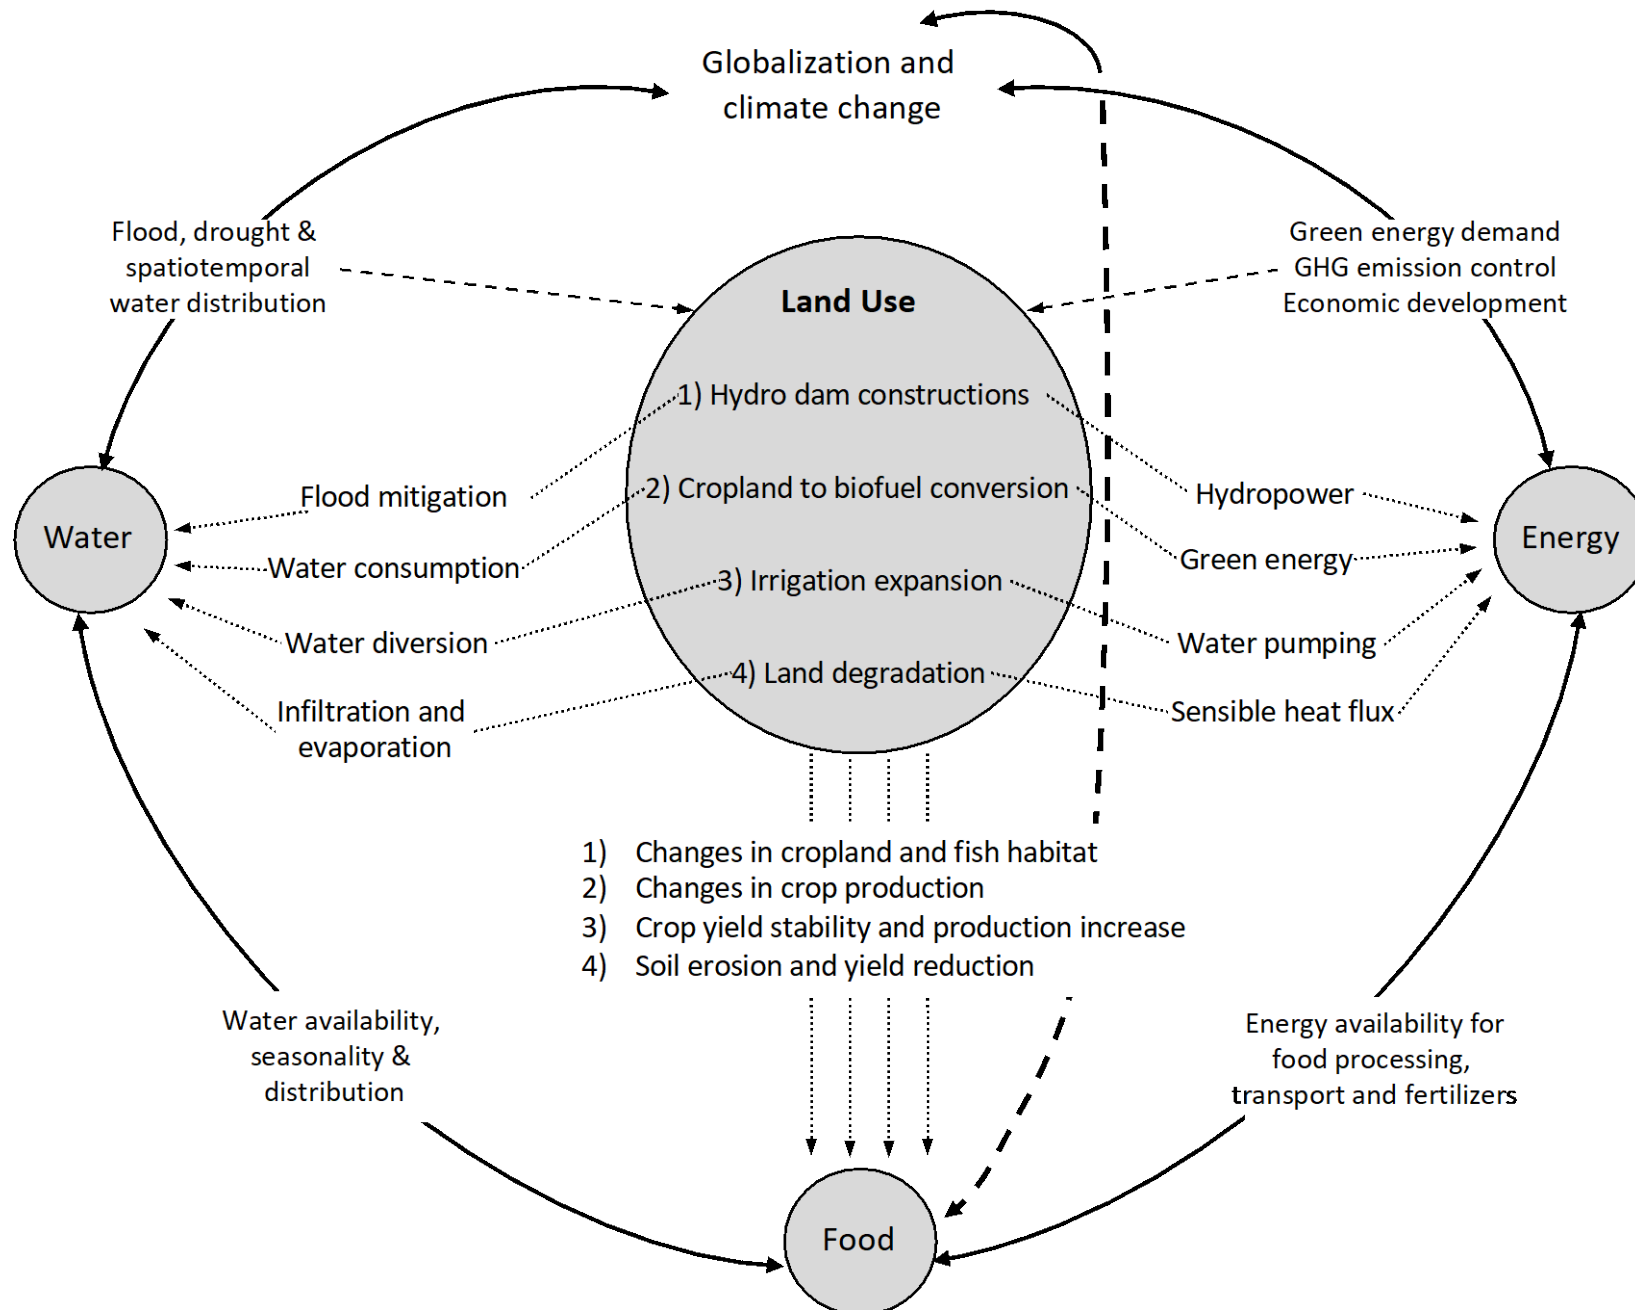 Globalization and
climate change
Flood, drought &
spatiotemporal
water distribution
Green energy demand
GHG emission control
Economic development
Land Use
1) Hydro dam constructions
2) Cropland to biofuel conversion
3) Irrigation expansion
4) Land degradation
Water
Flood mitigation
Water consumption
Water diversion
Infiltration and
evaporation
Hydropower
Green energy
Water pumping
Sensible heat flux
Energy
1) Changes in cropland and fish habitat
2) Changes in crop production
3) Crop yield stability and production increase
4) Soil erosion and yield reduction
Water availability,
seasonality &
distribution
Energy availability for
food processing,
transport and fertilizers
Food